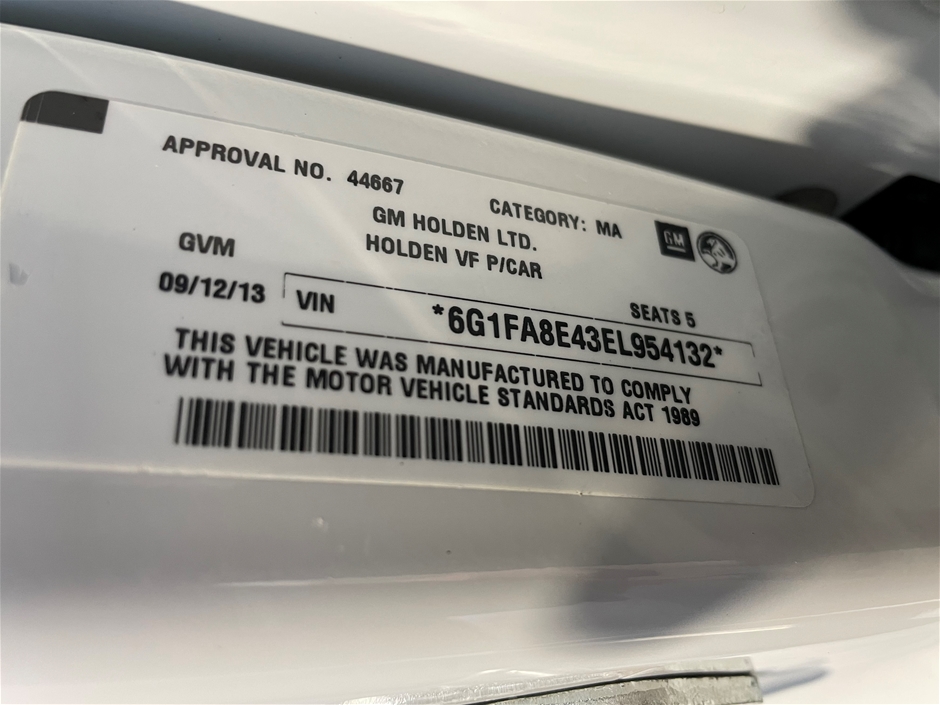 APPROVAL NO. 44667
CATEGORY: MA
GM HOLDEN LTD.
GM
GVM
HOLDEN VF P/CAR
09/12/13
SEATS 5
VIN *6G1FA8E43EL954132*
THIS VEHICLE WAS MANUFACTURED TO COMPLY
WITH THE MOTOR VEHICLE STANDARDS ACT 1989